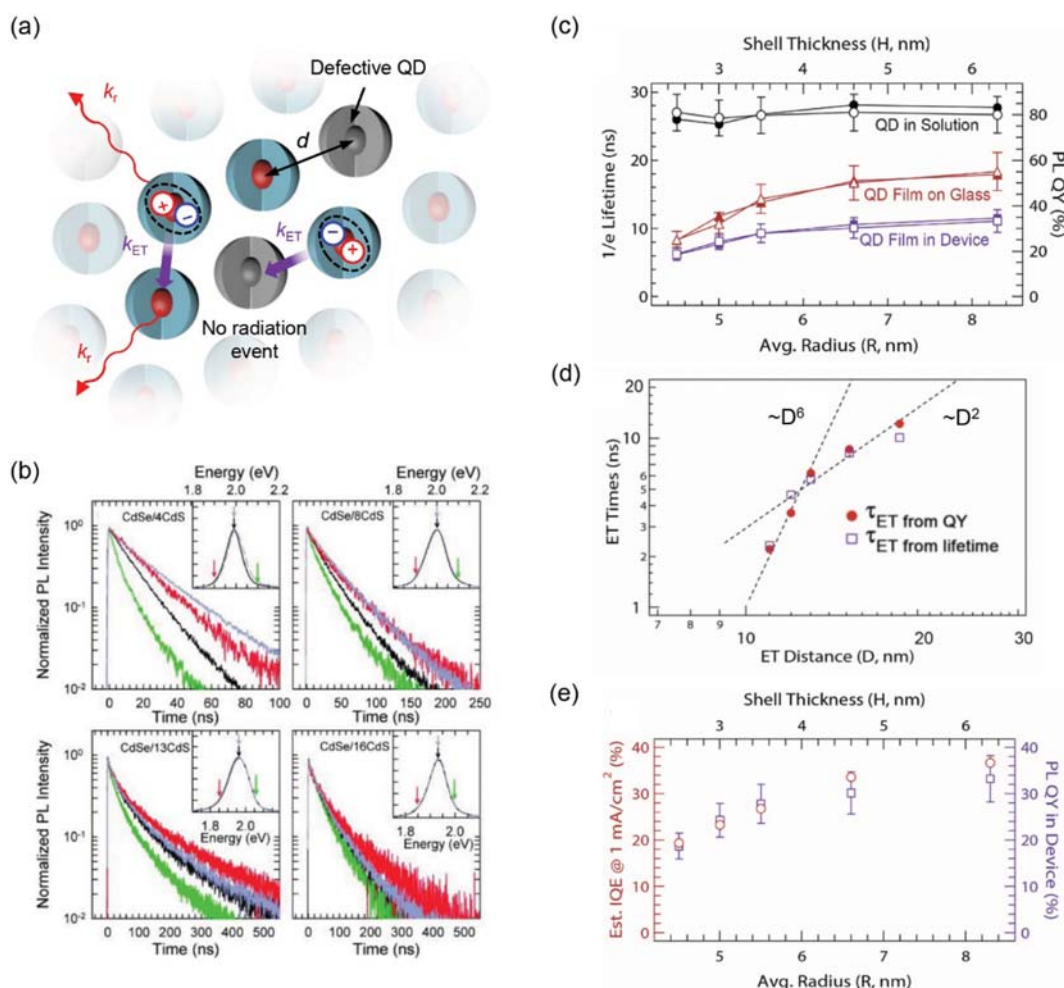 (a)
Defective QD
k_r
d
k_ET
k_ET
No radiation
event
k_r
(b)
Energy (eV)
1.8 2.0 2.2
Energy (eV)
1.8 2.0 2.2
CdSe/4CdS
CdSe/8CdS
Normalized PL Intensity
10^0
10^-1
10^-2
0 20 40 60 80 100
Time (ns)
0 50 100 150 200 250
Time (ns)
CdSe/13CdS
CdSe/16CdS
1.8 2.0
Energy (eV)
1.8 2.0
Energy (eV)
Normalized PL Intensity
10^0
10^-1
10^-2
0 100 200 300 400 500
Time (ns)
0 100 200 300 400 500
Time (ns)
(c)
Shell Thickness (H, nm)
3 4 5 6
1/e Lifetime (ns)
30
20
10
0
PL QY (%)
80
60
40
20
0
QD in Solution
QD Film on Glass
QD Film in Device
5 6 7 8
Avg. Radius (R, nm)
(d)
ET Times (ns)
20
10
6
5
4
3
2
1
~D^6
~D^2
τ_ET from QY
τ_ET from lifetime
7 8 9 10 20 30
ET Distance (D, nm)
(e)
Shell Thickness (H, nm)
3 4 5 6
Est. IQE @ 1 mA/cm^2 (%)
40
30
20
10
0
PL QY in Device (%)
40
30
20
10
0
5 6 7 8
Avg. Radius (R, nm)